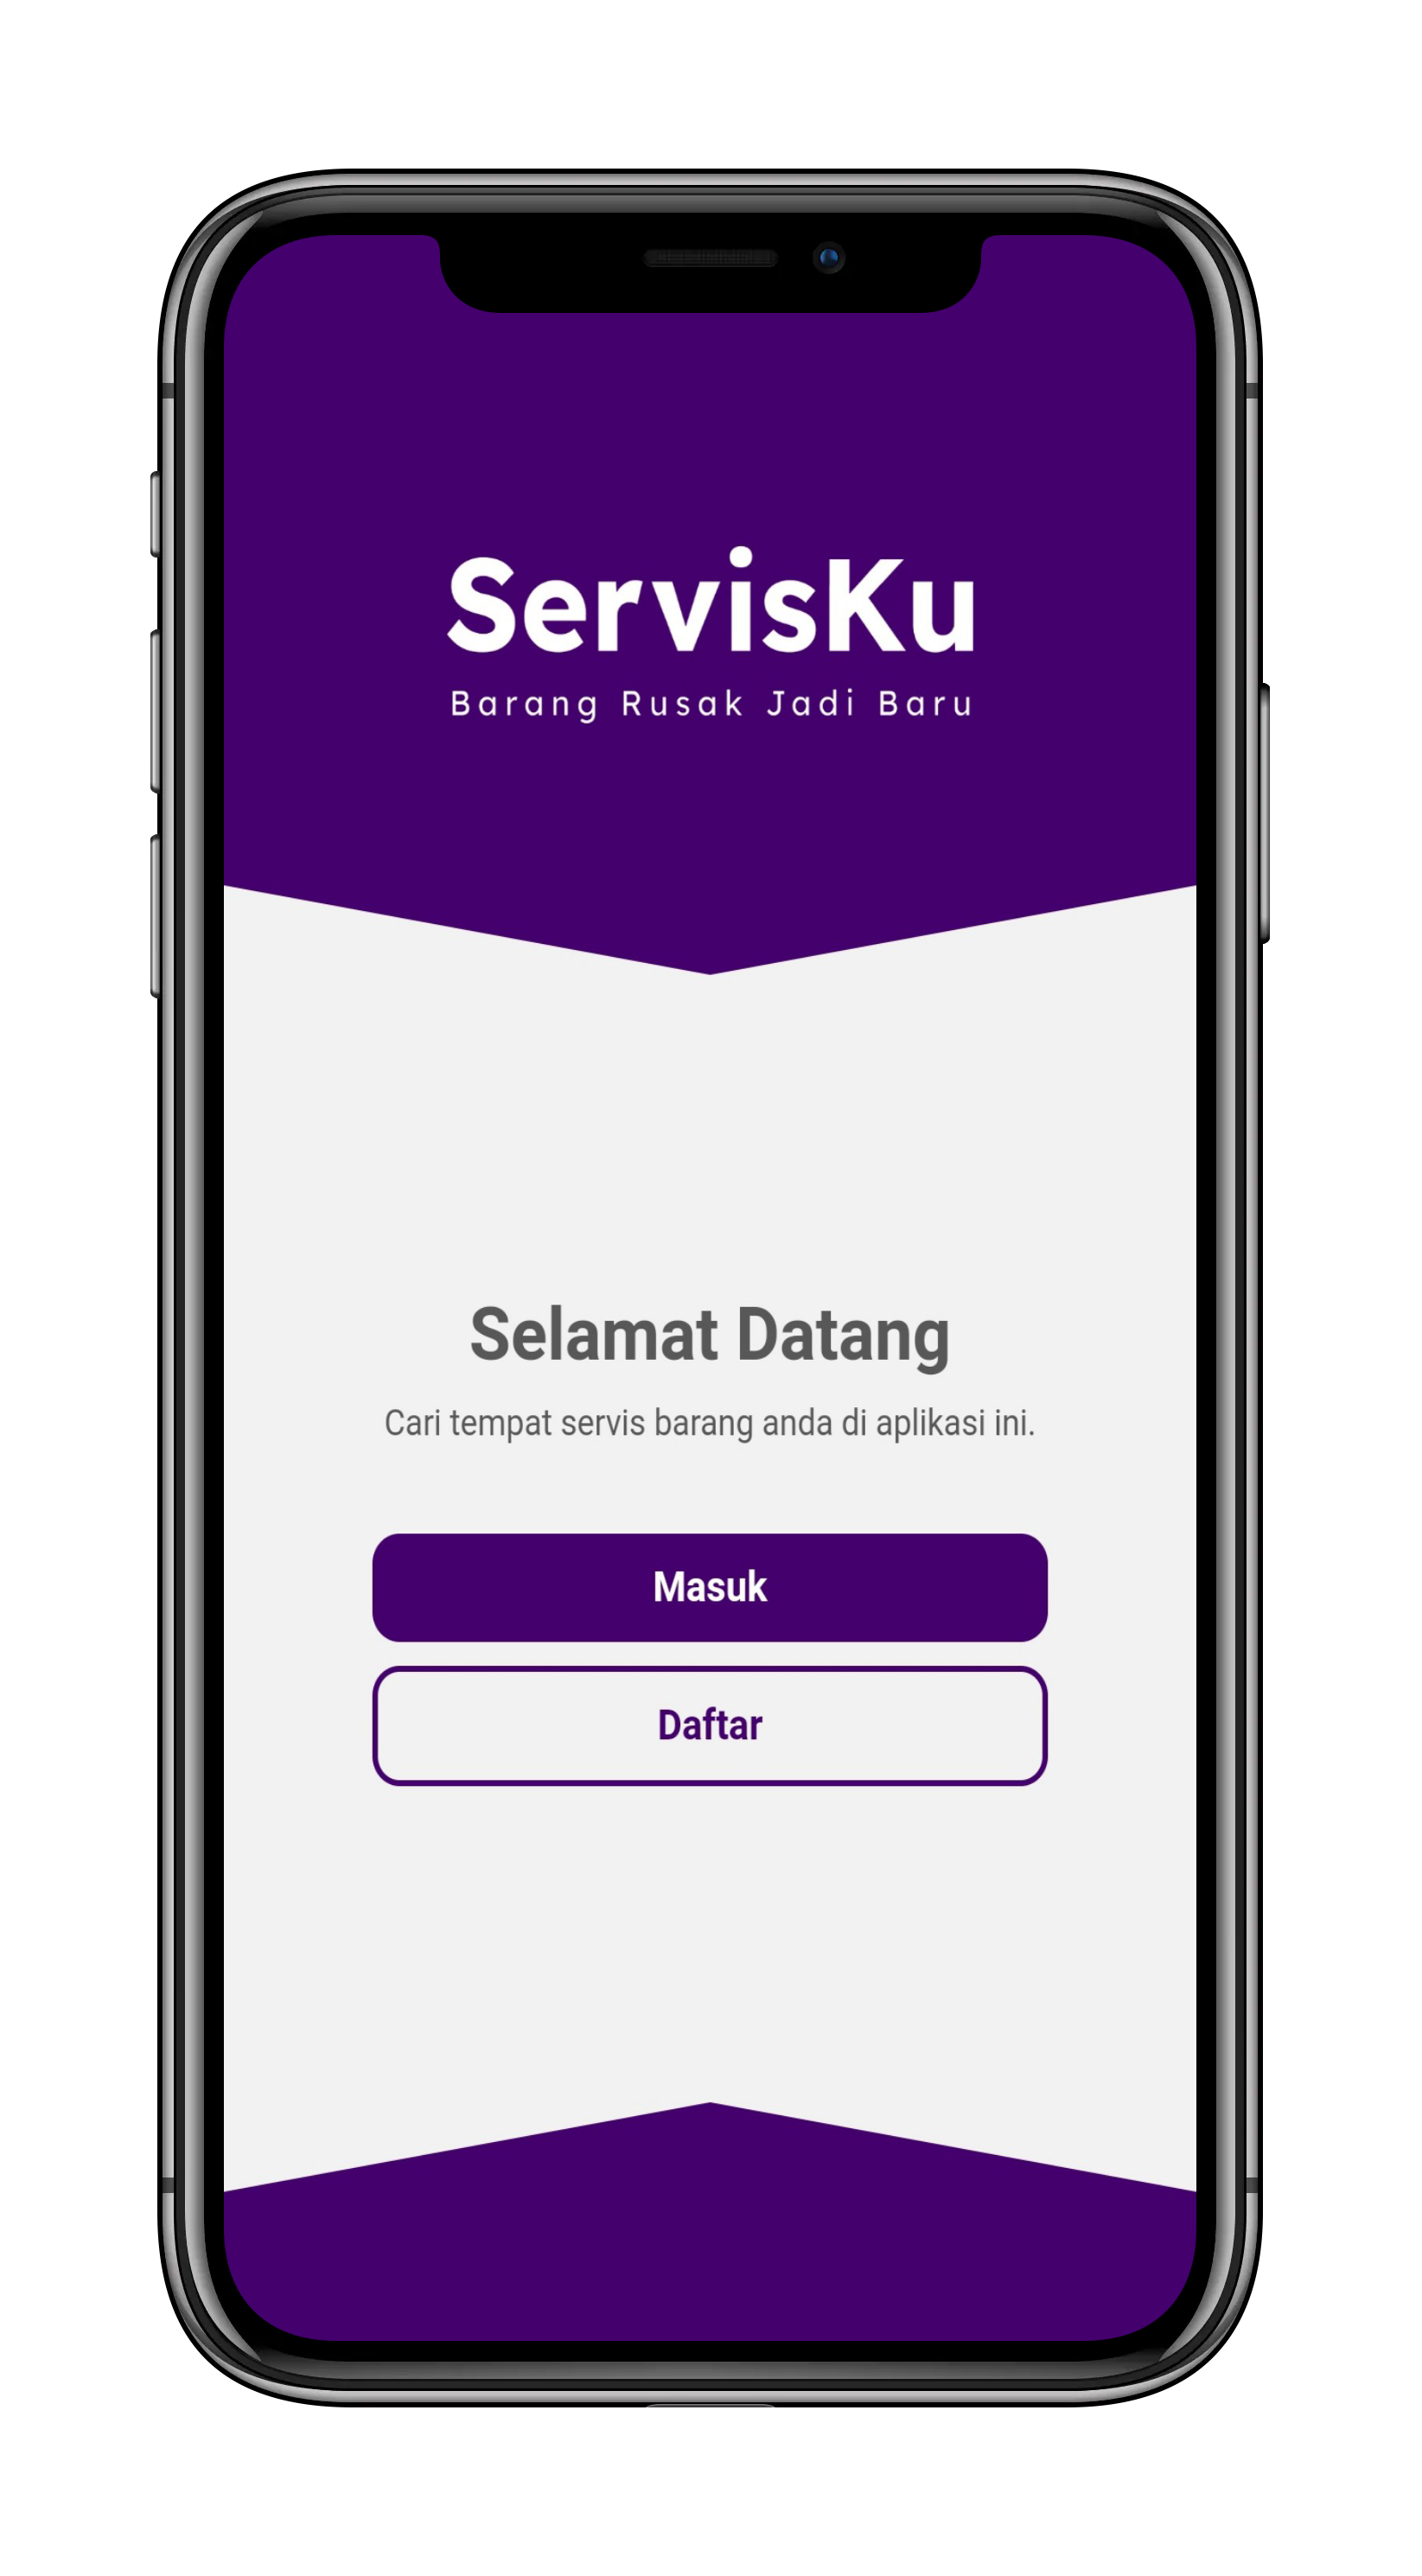 ServisKu
Barang Rusak Jadi Baru
Selamat Datang
Cari tempat servis barang anda di aplikasi ini.
Masuk
Daftar